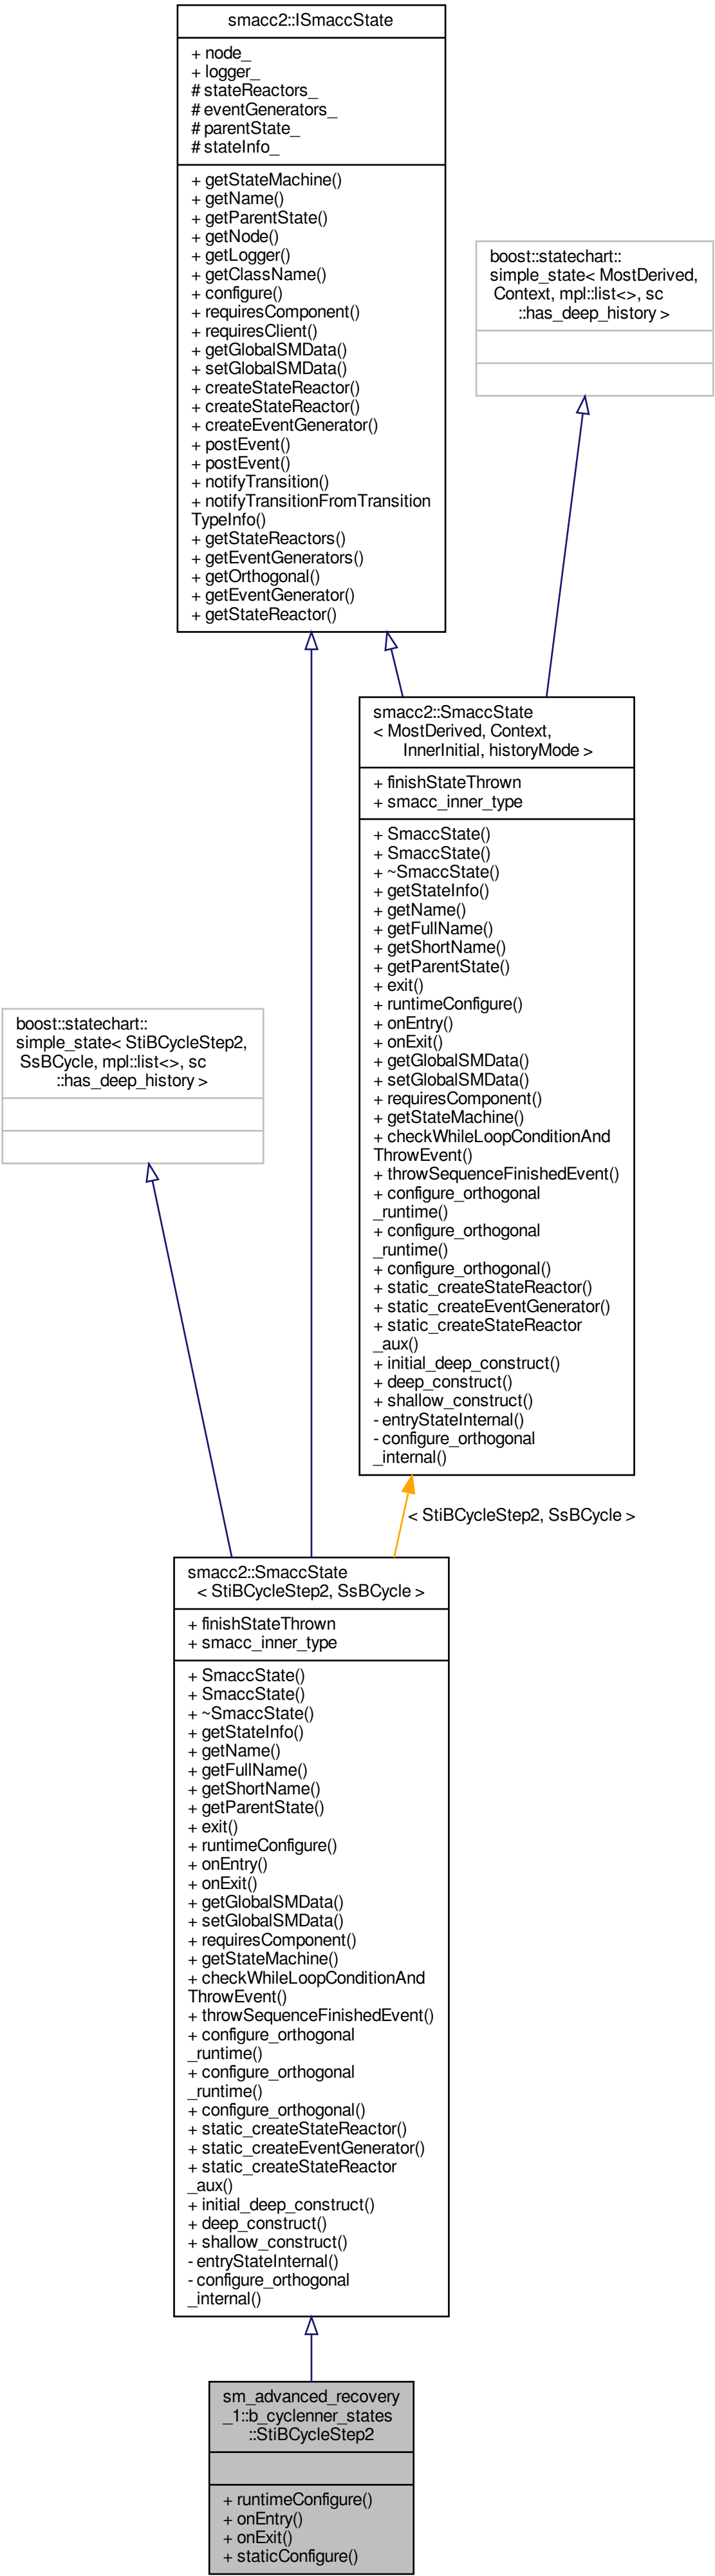 smacc2::ISmaccState
+ node_
+ logger_
# stateReactors_
# eventGenerators_
# parentState_
# stateInfo_
+ getStateMachine()
+ getName()
+ getParentState()
+ getNode()
+ getLogger()
+ getClassName()
+ configure()
+ requiresComponent()
+ requiresClient()
+ getGlobalSMData()
+ setGlobalSMData()
+ createStateReactor()
+ createStateReactor()
+ createEventGenerator()
+ postEvent()
+ postEvent()
+ notifyTransition()
+ notifyTransitionFromTransition
TypeInfo()
+ getStateReactors()
+ getEventGenerators()
+ getOrthogonal()
+ getEventGenerator()
+ getStateReactor()
boost::statechart::
simple_state< MostDerived,
Context, mpl::list<>, sc
::has_deep_history >
smacc2::SmaccState
< MostDerived, Context,
InnerInitial, historyMode >
+ finishStateThrown
+ smacc_inner_type
+ SmaccState()
+ SmaccState()
+ ~SmaccState()
+ getStateInfo()
+ getName()
+ getFullName()
+ getShortName()
+ getParentState()
+ exit()
+ runtimeConfigure()
+ onEntry()
+ onExit()
+ getGlobalSMData()
+ setGlobalSMData()
+ requiresComponent()
+ getStateMachine()
+ checkWhileLoopConditionAnd
ThrowEvent()
+ throwSequenceFinishedEvent()
+ configure_orthogonal
_runtime()
+ configure_orthogonal
_runtime()
+ configure_orthogonal()
+ static_createStateReactor()
+ static_createEventGenerator()
+ static_createStateReactor
_aux()
+ initial_deep_construct()
+ deep_construct()
+ shallow_construct()
- entryStateInternal()
- configure_orthogonal
_internal()
boost::statechart::
simple_state< StiBCycleStep2,
SsBCycle, mpl::list<>, sc
::has_deep_history >
< StiBCycleStep2, SsBCycle >
smacc2::SmaccState
< StiBCycleStep2, SsBCycle >
+ finishStateThrown
+ smacc_inner_type
+ SmaccState()
+ SmaccState()
+ ~SmaccState()
+ getStateInfo()
+ getName()
+ getFullName()
+ getShortName()
+ getParentState()
+ exit()
+ runtimeConfigure()
+ onEntry()
+ onExit()
+ getGlobalSMData()
+ setGlobalSMData()
+ requiresComponent()
+ getStateMachine()
+ checkWhileLoopConditionAnd
ThrowEvent()
+ throwSequenceFinishedEvent()
+ configure_orthogonal
_runtime()
+ configure_orthogonal
_runtime()
+ configure_orthogonal()
+ static_createStateReactor()
+ static_createEventGenerator()
+ static_createStateReactor
_aux()
+ initial_deep_construct()
+ deep_construct()
+ shallow_construct()
- entryStateInternal()
- configure_orthogonal
_internal()
sm_advanced_recovery
_1::b_cyclenner_states
::StiBCycleStep2
+ runtimeConfigure()
+ onEntry()
+ onExit()
+ staticConfigure()